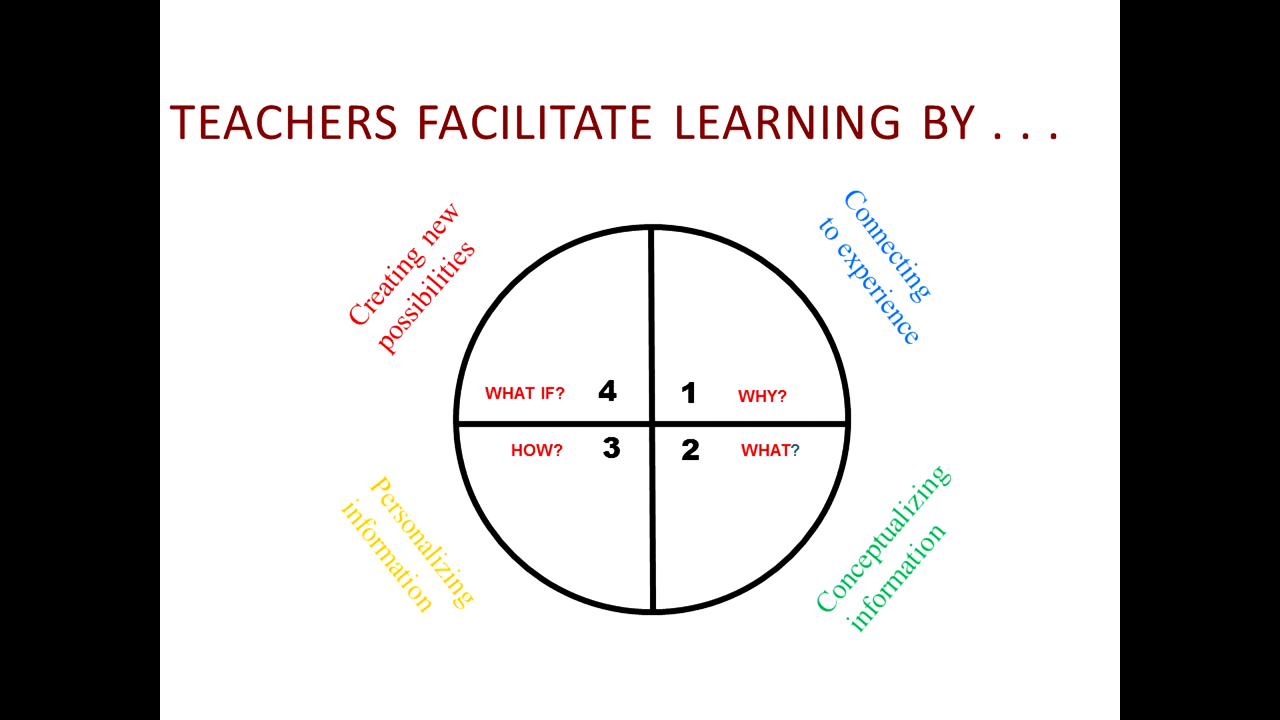 TEACHERS FACILITATE LEARNING BY . . .
Creating new
possibilities
Connecting
to experience
WHAT IF? 4
1 WHY?
HOW? 3
2 WHAT?
Personalizing
information
Conceptualizing
information